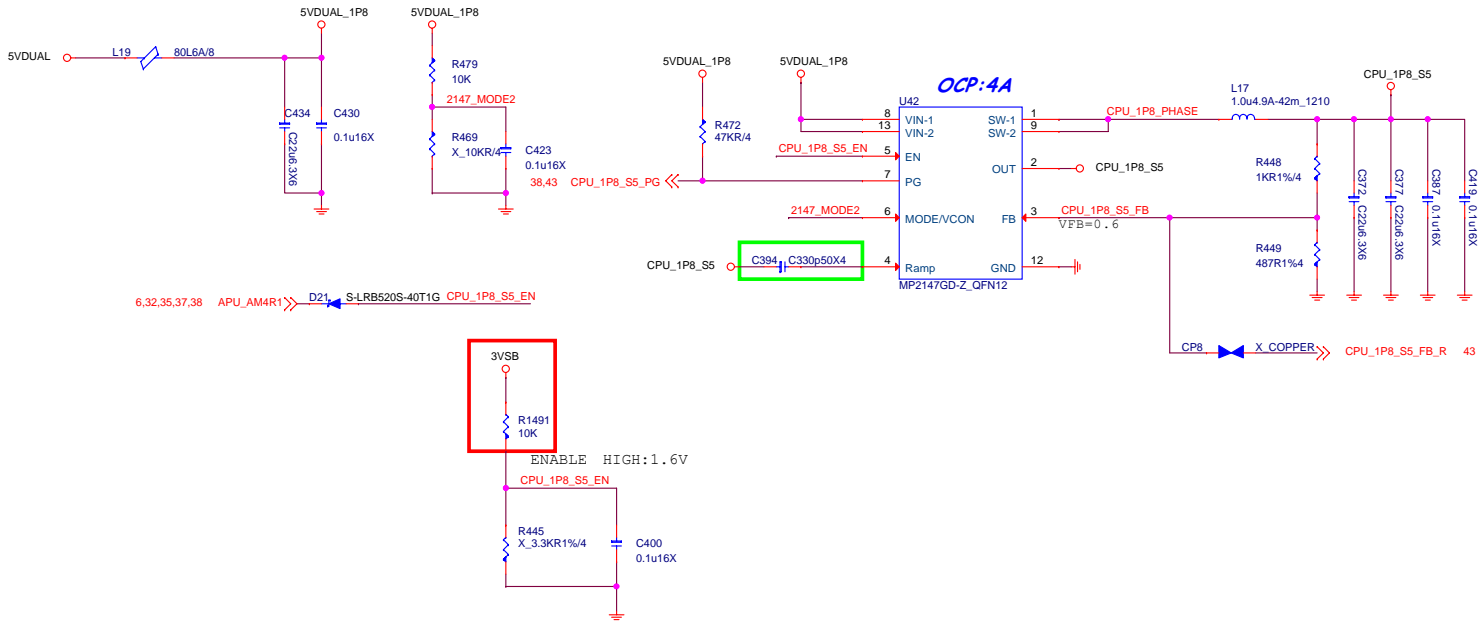 5VDUAL_1P8
5VDUAL_1P8
5VDUAL
L19
80L6A/8
C434
C22u6.3X6
C430
0.1u16X
R479
10K
2147_MODE2
R469
X_10KR/4
C423
0.1u16X
5VDUAL_1P8
5VDUAL_1P8
R472
47KR/4
CPU_1P8_S5_EN
38,43 CPU_1P8_S5_PG
2147_MODE2
CPU_1P8_S5
C394
C330p50X4
OCP:4A
U42
8 VIN-1 SW-1 1
13 VIN-2 SW-2 9
5 EN
OUT 2
7 PG
6 MODE/VCON FB 3
4 Ramp GND 12
MP2147GD-Z_QFN12
CPU_1P8_PHASE
CPU_1P8_S5
CPU_1P8_S5_FB
VFB=0.6
L17
1.0u4.9A-42m_1210
CPU_1P8_S5
R448
1KR1%/4
R449
487R1%4
C372
C22u6.3X6
C377
C22u6.3X6
C387
0.1u16X
C419
0.1u16X
CP8
X_COPPER
CPU_1P8_S5_FB_R 43
6,32,35,37,38 APU_AM4R1
D21
S-LRB520S-40T1G
CPU_1P8_S5_EN
3VSB
R1491
10K
ENABLE HIGH:1.6V
CPU_1P8_S5_EN
R445
X_3.3KR1%/4
C400
0.1u16X